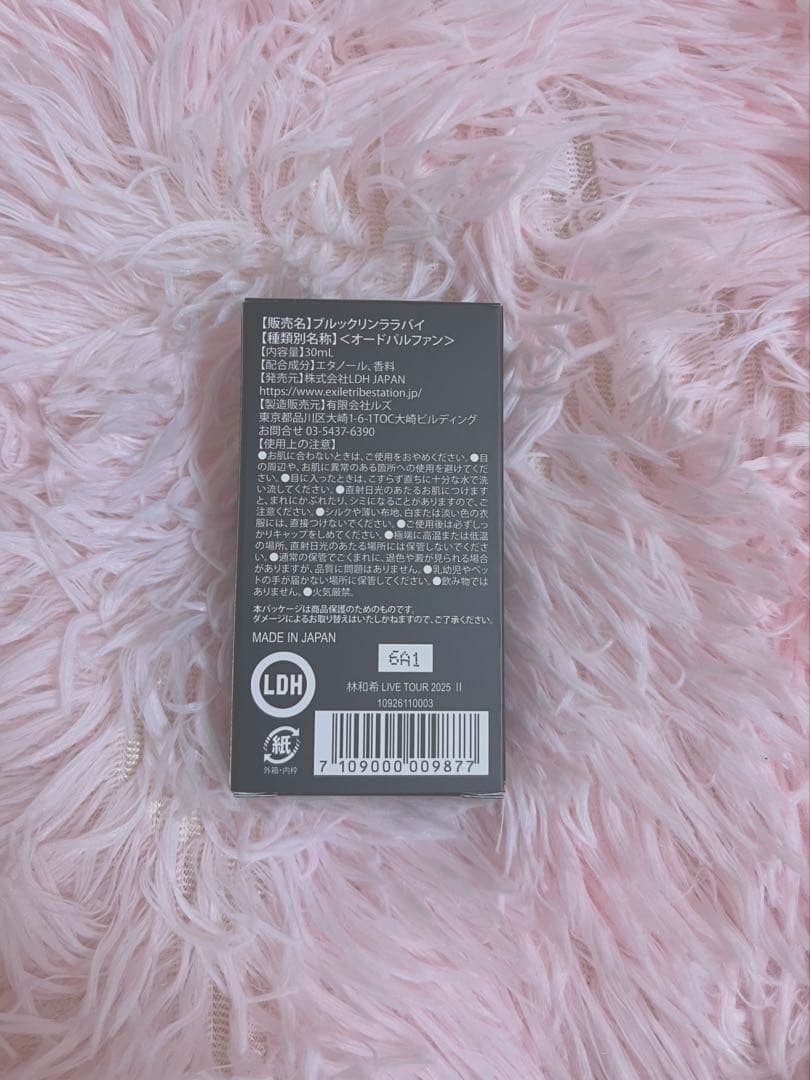 【販売名】ブルックリンララバイ
【種類別名称】＜オードパルファン＞
【内容量】30mL
【配合成分】エタノール、香料
【発売元】株式会社LDH JAPAN
https://www.exiletribestation.jp/
【製造販売元】有限会社ルズ
東京都品川区大崎1-6-1TOC大崎ビルディング
お問合せ 03-5437-6390
【使用上の注意】
●お肌に合わないときは、ご使用をおやめください。●目
の周辺や、お肌に異常のある箇所への使用を避けてくだ
さい。●目に入ったときは、こすらず直ちに十分な水で洗
い流してください。●直射日光のあたるお肌につけます
と、まれにかぶれたり、シミになることがありますので、ご
注意ください。●シルクや薄い布地、白または淡い色の衣
服には、直接つけないでください。●ご使用後は必ずしっ
かりキャップをしめてください。●極端に高温または低温
の場所、直射日光のあたる場所には保管しないでくださ
い。●通常の保管でごくまれに、退色や澱が見られる場合
がありますが、品質に問題はありません。●乳幼児やペッ
トの手が届かない場所に保管してください。●飲み物では
ありません。●火気厳禁。
本パッケージは商品保護のためのものです。
ダメージによるお取り替えはいたしかねますので、ご了承ください。
MADE IN JAPAN
6A1
LDH
林和希 LIVE TOUR 2025 II
10926110003
紙
外箱・内枠
7 109000 009877